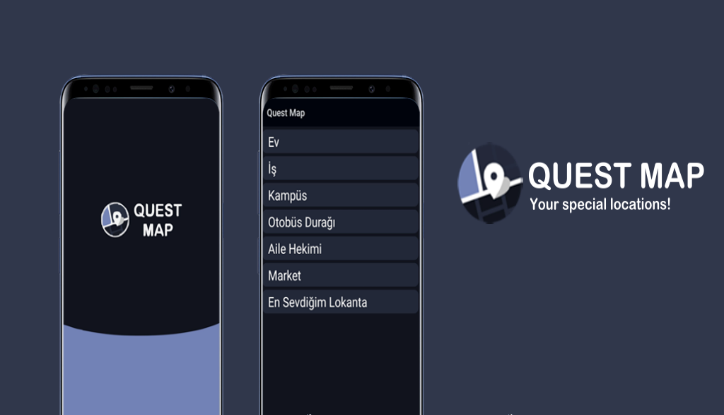 QUEST
MAP
Quest Map
Ev
İş
Kampüs
Otobüs Durağı
Aile Hekimi
Market
En Sevdiğim Lokanta
QUEST MAP
Your special locations!